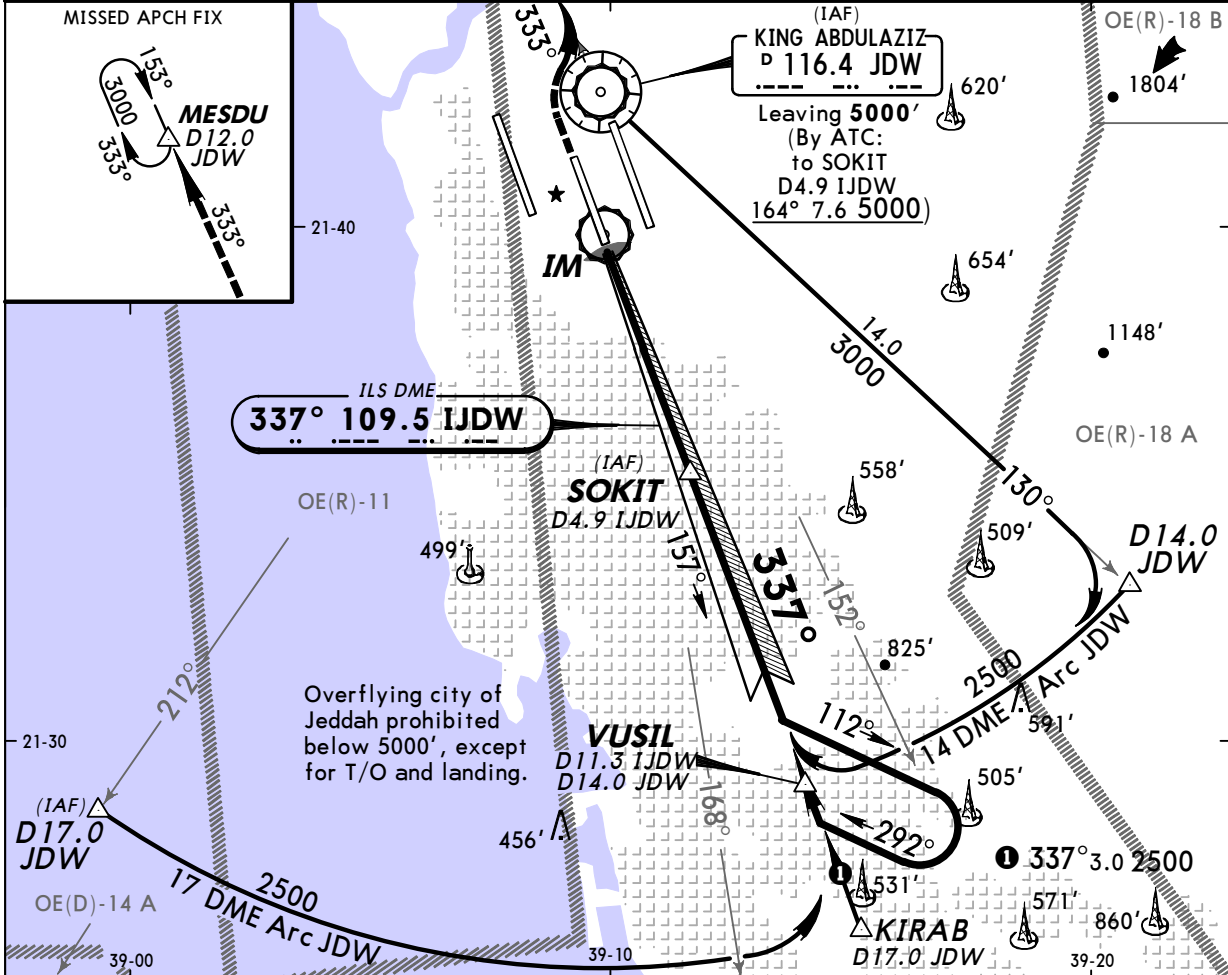 MISSED APCH FIX
153°
3000
333°
MESDU
D12.0
JDW
333°
333°
(IAF)
KING ABDULAZIZ
D 116.4 JDW
Leaving 5000'
(By ATC:
to SOKIT
D4.9 IJDW
164° 7.6 5000)
OE(R)-18 B
1804'
620'
21-40
IM
654'
14.0
3000
1148'
ILS DME
337° 109.5 IJDW
OE(R)-18 A
(IAF)
SOKIT
D4.9 IJDW
OE(R)-11
558'
130°
499'
157°
337°
152°
509'
D14.0
JDW
825'
2500
14 DME Arc JDW
591'
212°
Overflying city of
Jeddah prohibited
below 5000', except
for T/O and landing.
21-30
VUSIL
D11.3 IJDW
D14.0 JDW
112°
168°
505'
(IAF)
D17.0
JDW
456'
292°
1 337° 3.0 2500
1
531'
571'
860'
OE(D)-14 A
2500
17 DME Arc JDW
KIRAB
D17.0 JDW
39-00
39-10
39-20